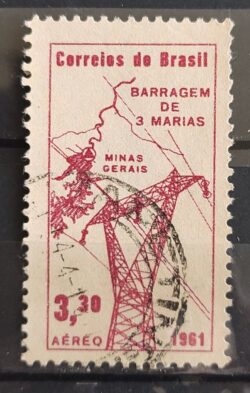 Correios do Brasil
BARRAGEM
DE
3 MARIAS
MINAS
GERAIS
3,30
AÉREO
1961